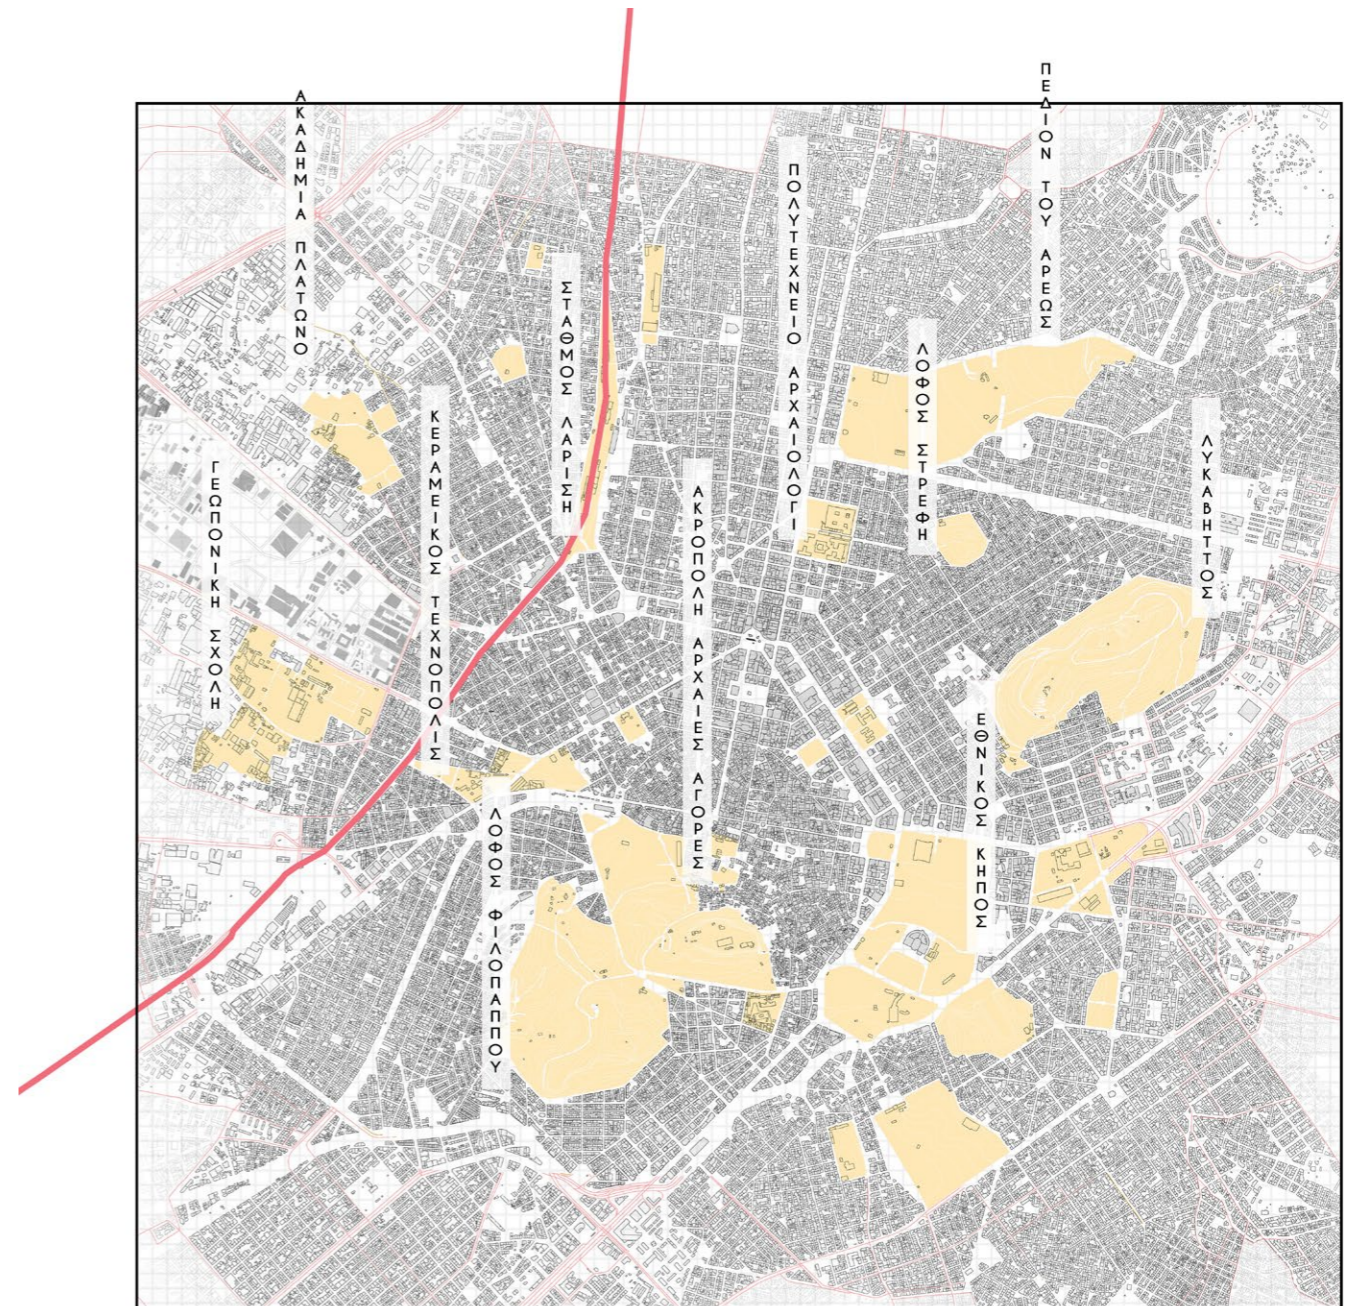 ΑΚΑΔΗΜΙΑ ΠΛΑΤΩΝΟ
ΓΕΩΠΟΝΙΚΗ ΣΧΟΛΗ
ΚΕΡΑΜΕΙΚΟΣ ΤΕΧΝΟΠΟΛΙΣ
ΛΟΦΟΣ ΦΙΛΟΠΑΠΠΟΥ
ΣΤΑΘΜΟΣ ΛΑΡΙΣΗ
ΑΚΡΟΠΟΛΗ ΑΡΧΑΙΕΣ ΑΓΟΡΕΣ
ΠΟΛΥΤΕΧΝΕΙΟ ΑΡΧΑΙΟΛΟΓΙ
ΛΟΦΟΣ ΣΤΡΕΦΗ
ΕΘΝΙΚΟΣ ΚΗΠΟΣ
ΠΕΔΙΟΝ ΤΟΥ ΑΡΕΩΣ
ΛΥΚΑΒΗΤΤΟΣ